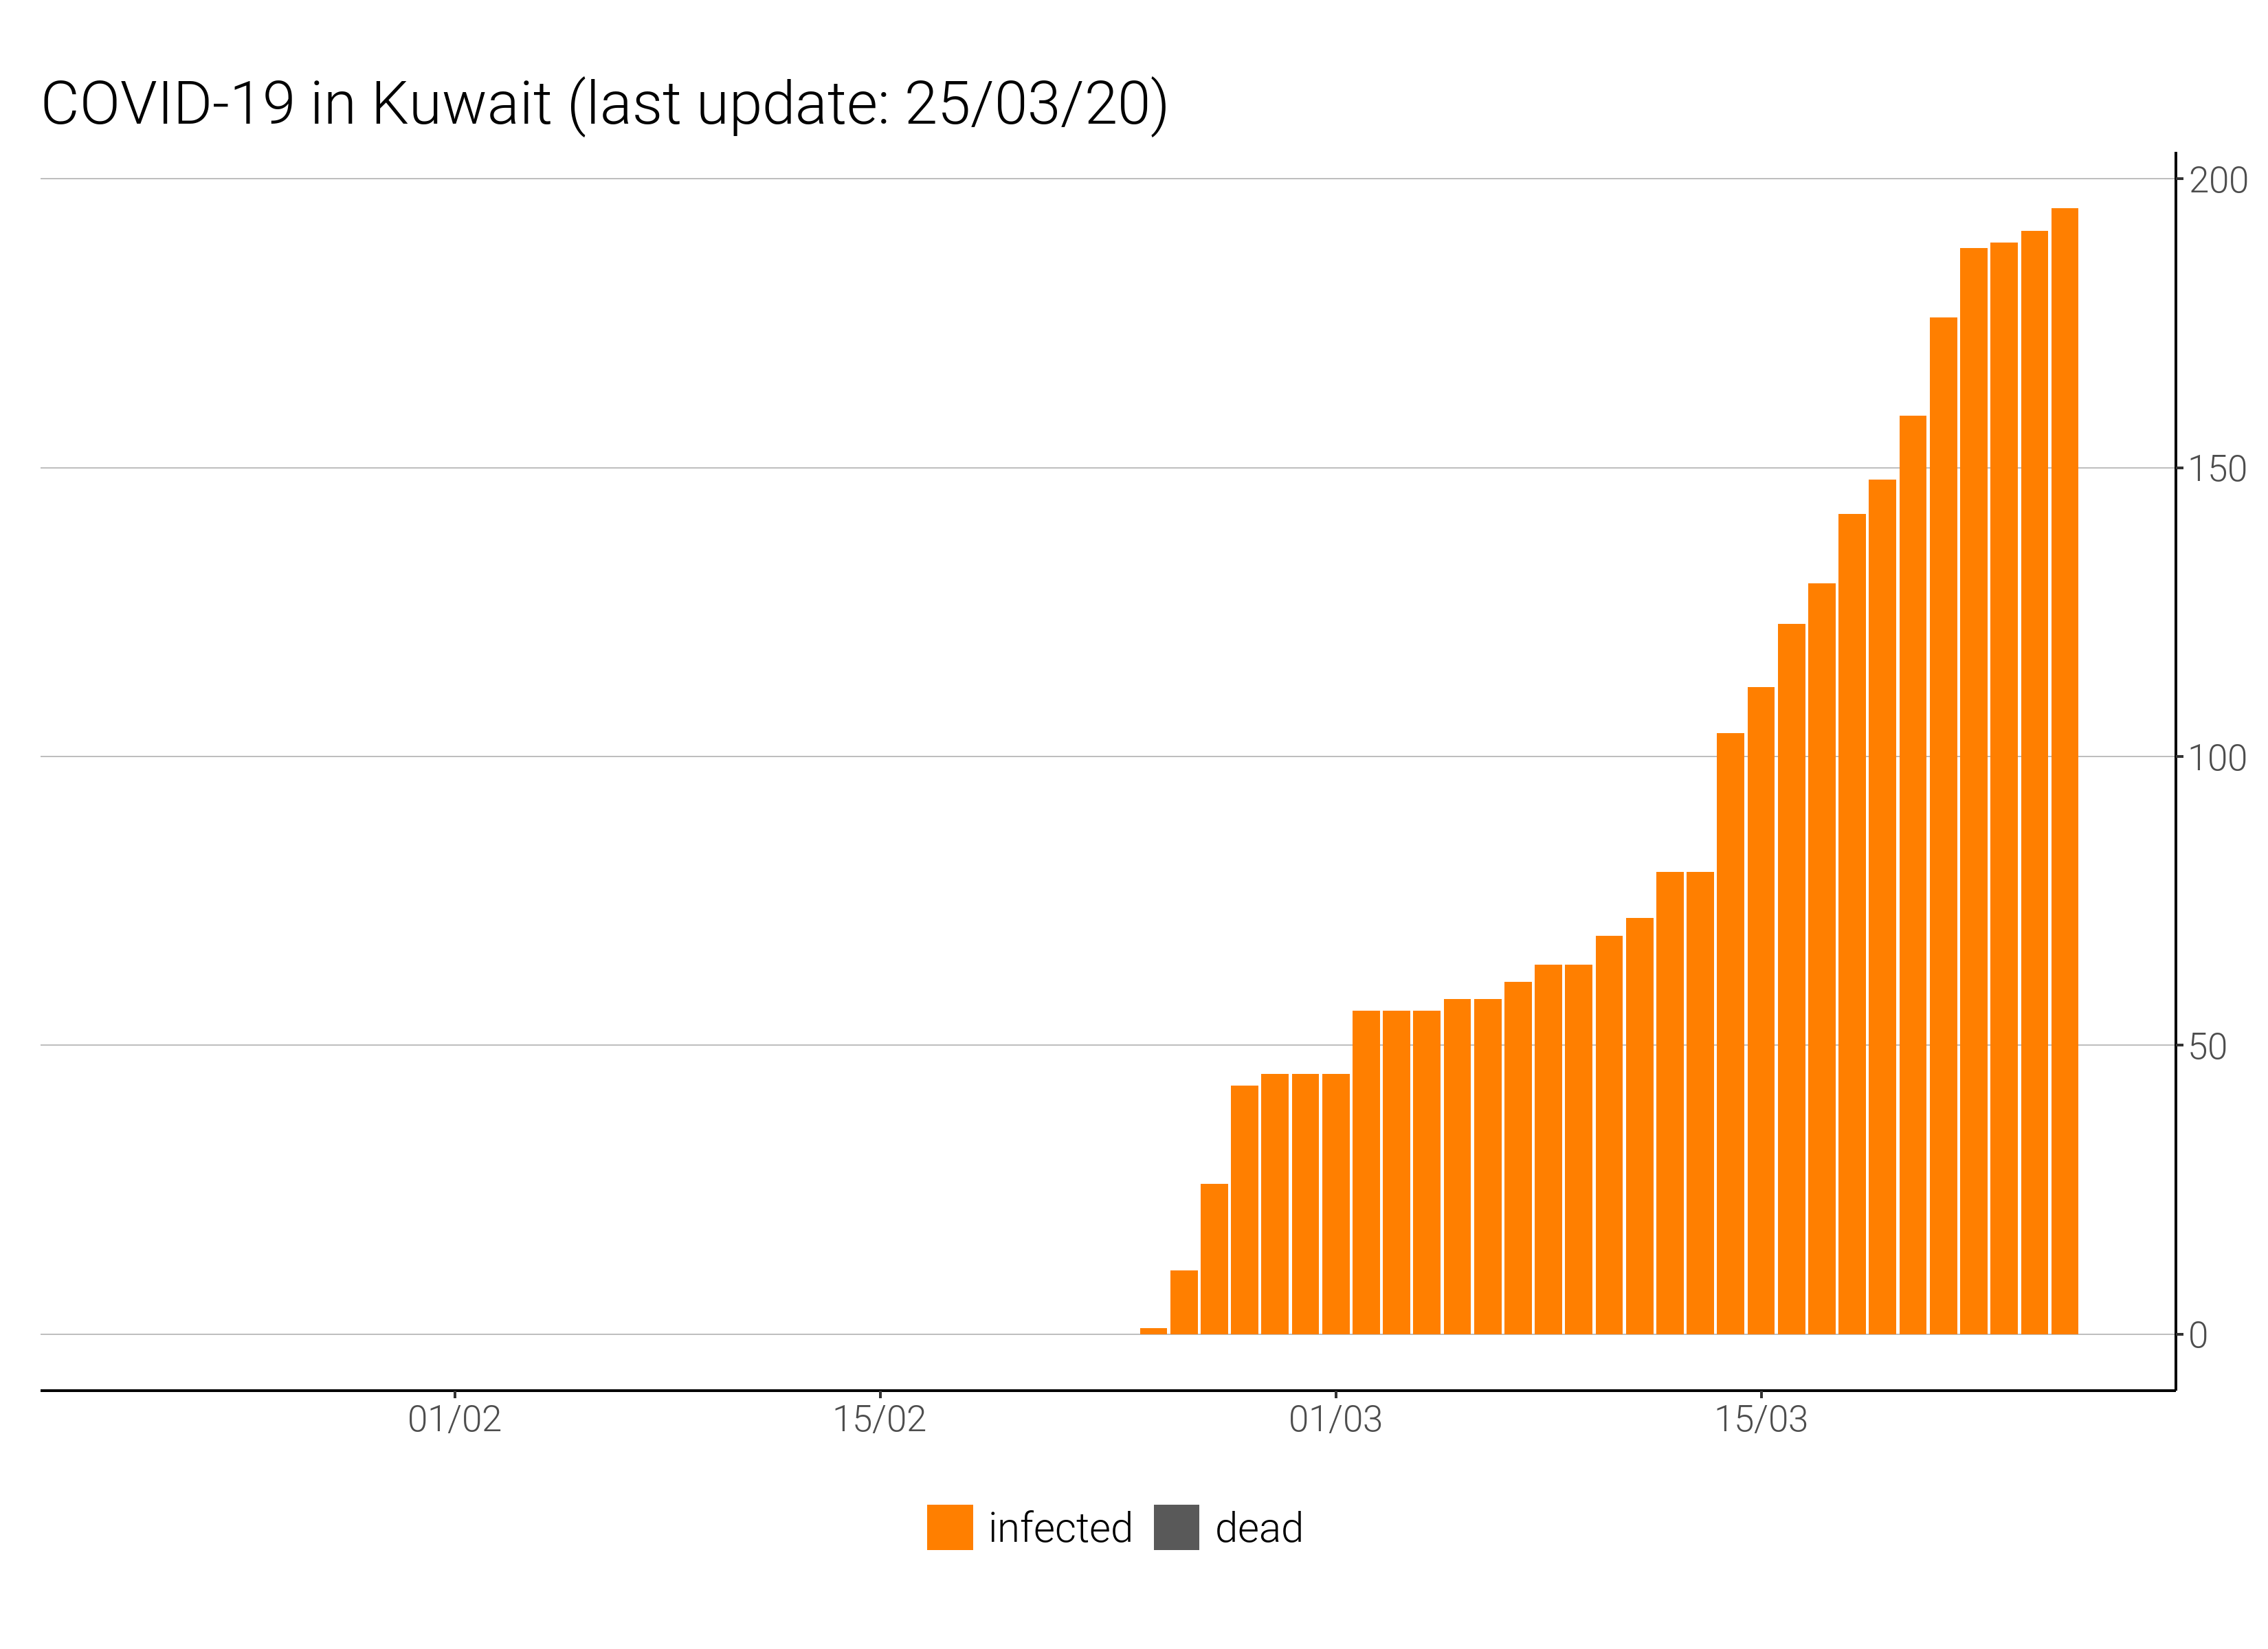 COVID-19 in Kuwait (last update: 25/03/20)
200
150
100
50
0
01/02 15/02 01/03 15/03
infected dead